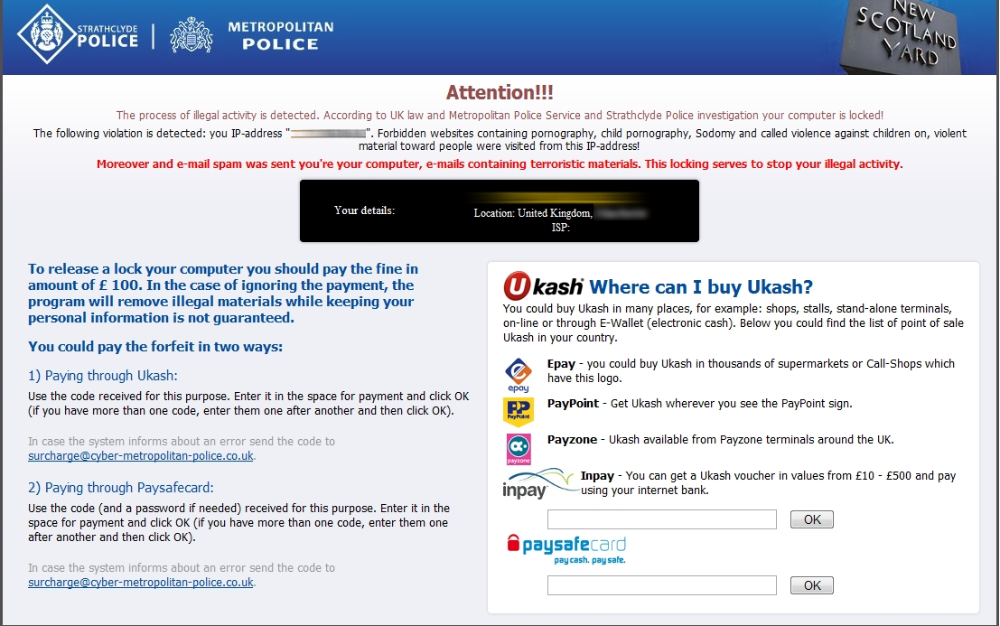 STRATHCLYDE
POLICE
METROPOLITAN
POLICE
NEW
SCOTLAND
YARD
Attention!!!
The process of illegal activity is detected. According to UK law and Metropolitan Police Service and Strathclyde Police investigation your computer is locked!
The following violation is detected: you IP-address " ". Forbidden websites containing pornography, child pornography, Sodomy and called violence against children on, violent
material toward people were visited from this IP-address!
Moreover and e-mail spam was sent you're your computer, e-mails containing terroristic materials. This locking serves to stop your illegal activity.
Your details:
Location: United Kingdom,
ISP:
To release a lock your computer you should pay the fine in
amount of £ 100. In the case of ignoring the payment, the
program will remove illegal materials while keeping your
personal information is not guaranteed.
You could pay the forfeit in two ways:
1) Paying through Ukash:
Use the code received for this purpose. Enter it in the space for payment and click OK
(if you have more than one code, enter them one after another and then click OK).
In case the system informs about an error send the code to
surcharge@cyber-metropolitan-police.co.uk.
2) Paying through Paysafecard:
Use the code (and a password if needed) received for this purpose. Enter it in the
space for payment and click OK (if you have more than one code, enter them one
after another and then click OK).
In case the system informs about an error send the code to
surcharge@cyber-metropolitan-police.co.uk.
Ukash Where can I buy Ukash?
You could buy Ukash in many places, for example: shops, stalls, stand-alone terminals,
on-line or through E-Wallet (electronic cash). Below you could find the list of point of sale
Ukash in your country.
epay
Epay - you could buy Ukash in thousands of supermarkets or Call-Shops which
have this logo.
PP
PayPoint
PayPoint - Get Ukash wherever you see the PayPoint sign.
payzone
Payzone - Ukash available from Payzone terminals around the UK.
inpay
Inpay - You can get a Ukash voucher in values from £10 - £500 and pay
using your internet bank.
OK
paysafecard
pay cash. pay safe.
OK